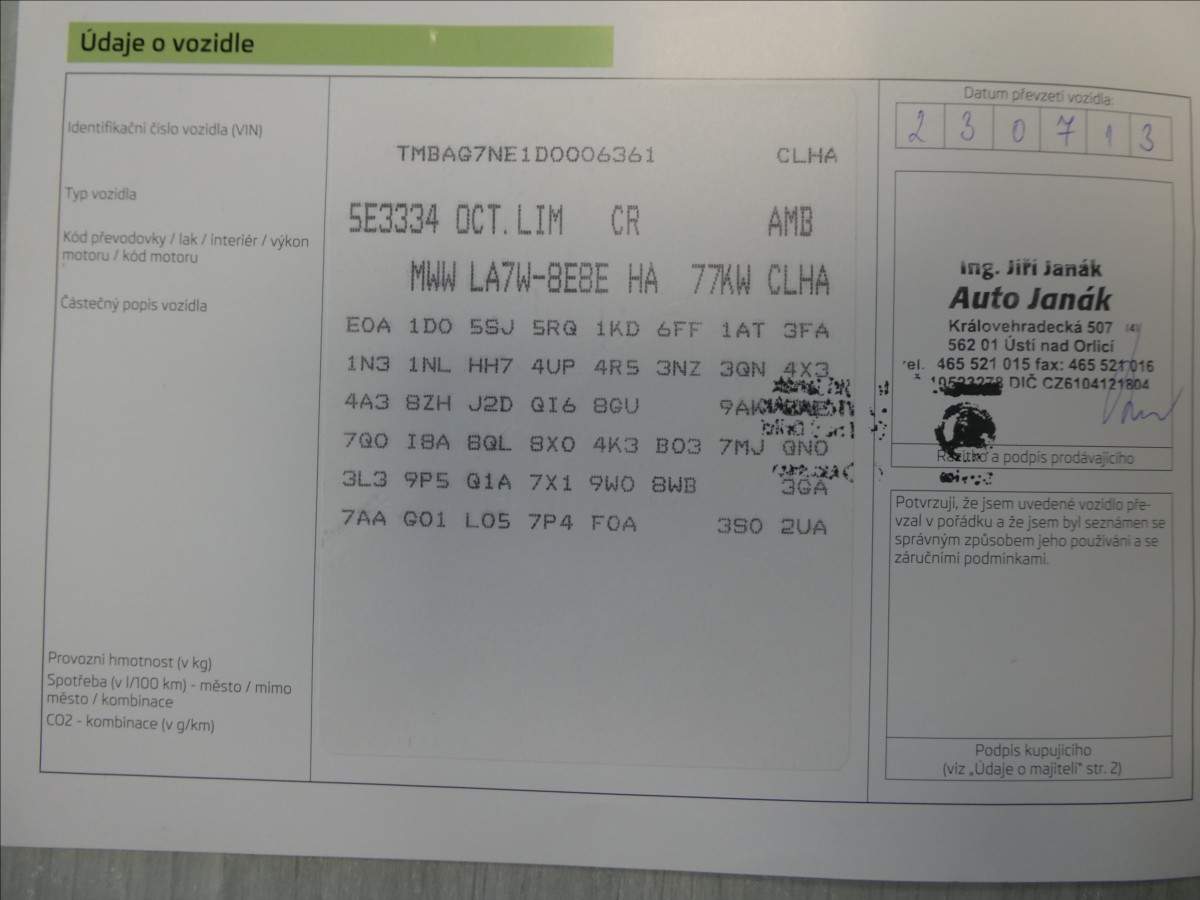 Údaje o vozidle
Identifikační číslo vozidla (VIN)
TMBAG7NE1D0006361 CLHA
Typ vozidla
5E3334 OCT.LIM CR AMB
Kód převodovky / lak / interiér / výkon
motoru / kód motoru
MWW LA7W-8E8E HA 77KW CLHA
Částečný popis vozidla
E0A 1D0 5SJ 5RQ 1KD 6FF 1AT 3FA
1N3 1NL HH7 4UP 4R5 3NZ 3QN 4X3
4A3 8ZH J2D QI6 8GU 9AK
7Q0 I8A 8QL 8X0 4K3 B03 7MJ QN0
3L3 9P5 Q1A 7X1 9W0 8WB 3GA
7AA G01 L05 7P4 F0A 3S0 2UA
Provozní hmotnost (v kg)
Spotřeba (v l/100 km) - město / mimo
město / kombinace
CO2 - kombinace (v g/km)
Datum převzetí vozidla:
2 3 0 7 1 3
Ing. Jiří Janák
Auto Janák
Královehradecká 507 (4)
562 01 Ústí nad Orlicí
tel. 465 521 015 fax: 465 521 016
DIČ CZ6104121804
Razítko a podpis prodávajícího
Potvrzuji, že jsem uvedené vozidlo pře-
vzal v pořádku a že jsem byl seznámen se
správným způsobem jeho používání a se
záručními podmínkami.
Podpis kupujícího
(viz „Údaje o majiteli" str. 2)